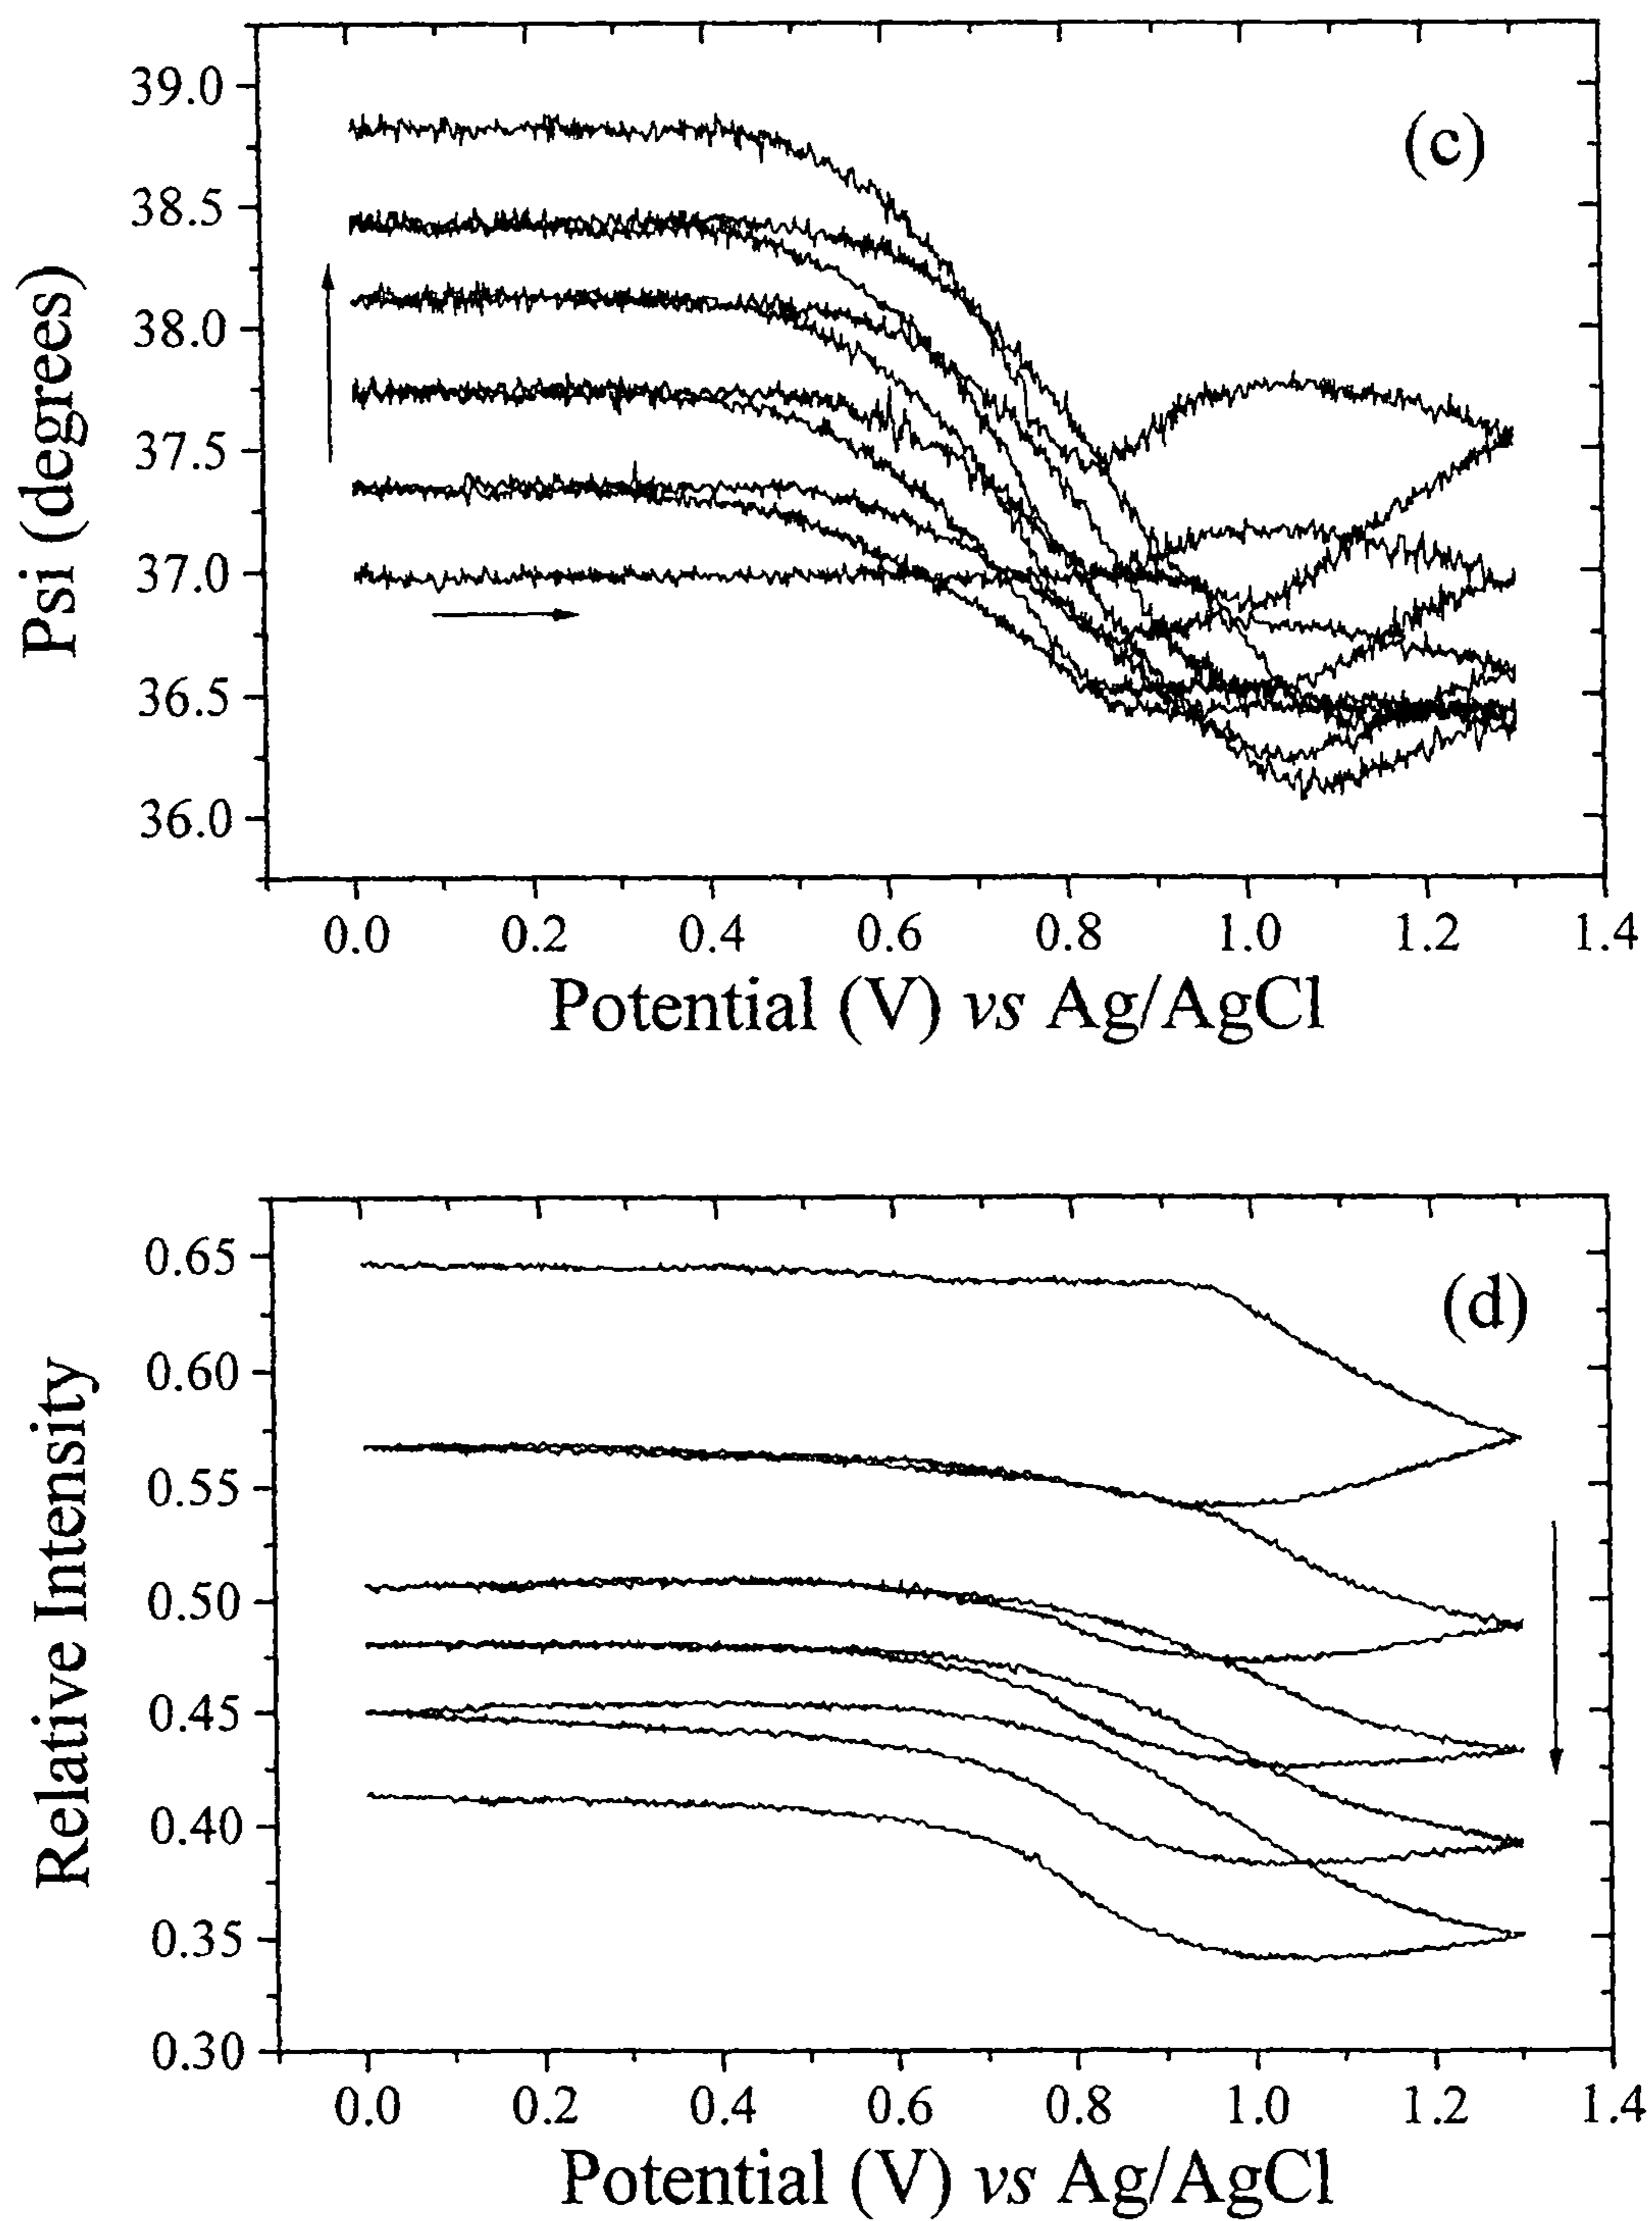 (c)
39.0
38.5
38.0
37.5
37.0
36.5
36.0
Psi (degrees)
0.0 0.2 0.4 0.6 0.8 1.0 1.2 1.4
Potential (V) vs Ag/AgCl
(d)
0.65
0.60
0.55
0.50
0.45
0.40
0.35
0.30
Relative Intensity
0.0 0.2 0.4 0.6 0.8 1.0 1.2 1.4
Potential (V) vs Ag/AgCl